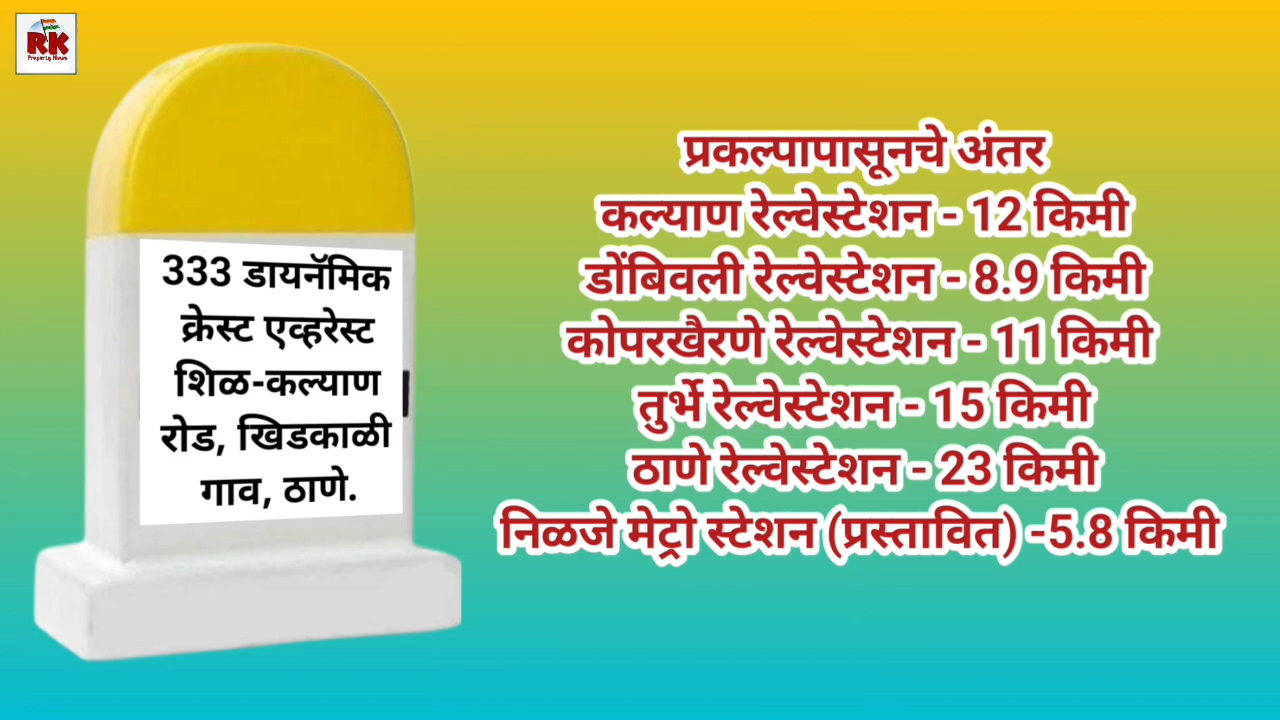 RK
Property News
333 डायनॅमिक
क्रेस्ट एव्हरेस्ट
शिळ-कल्याण
रोड, खिडकाळी
गाव, ठाणे.
प्रकल्पापासूनचे अंतर
कल्याण रेल्वेस्टेशन - 12 किमी
डोंबिवली रेल्वेस्टेशन - 8.9 किमी
कोपरखैरणे रेल्वेस्टेशन - 11 किमी
तुर्भे रेल्वेस्टेशन - 15 किमी
ठाणे रेल्वेस्टेशन - 23 किमी
निळजे मेट्रो स्टेशन (प्रस्तावित) -5.8 किमी